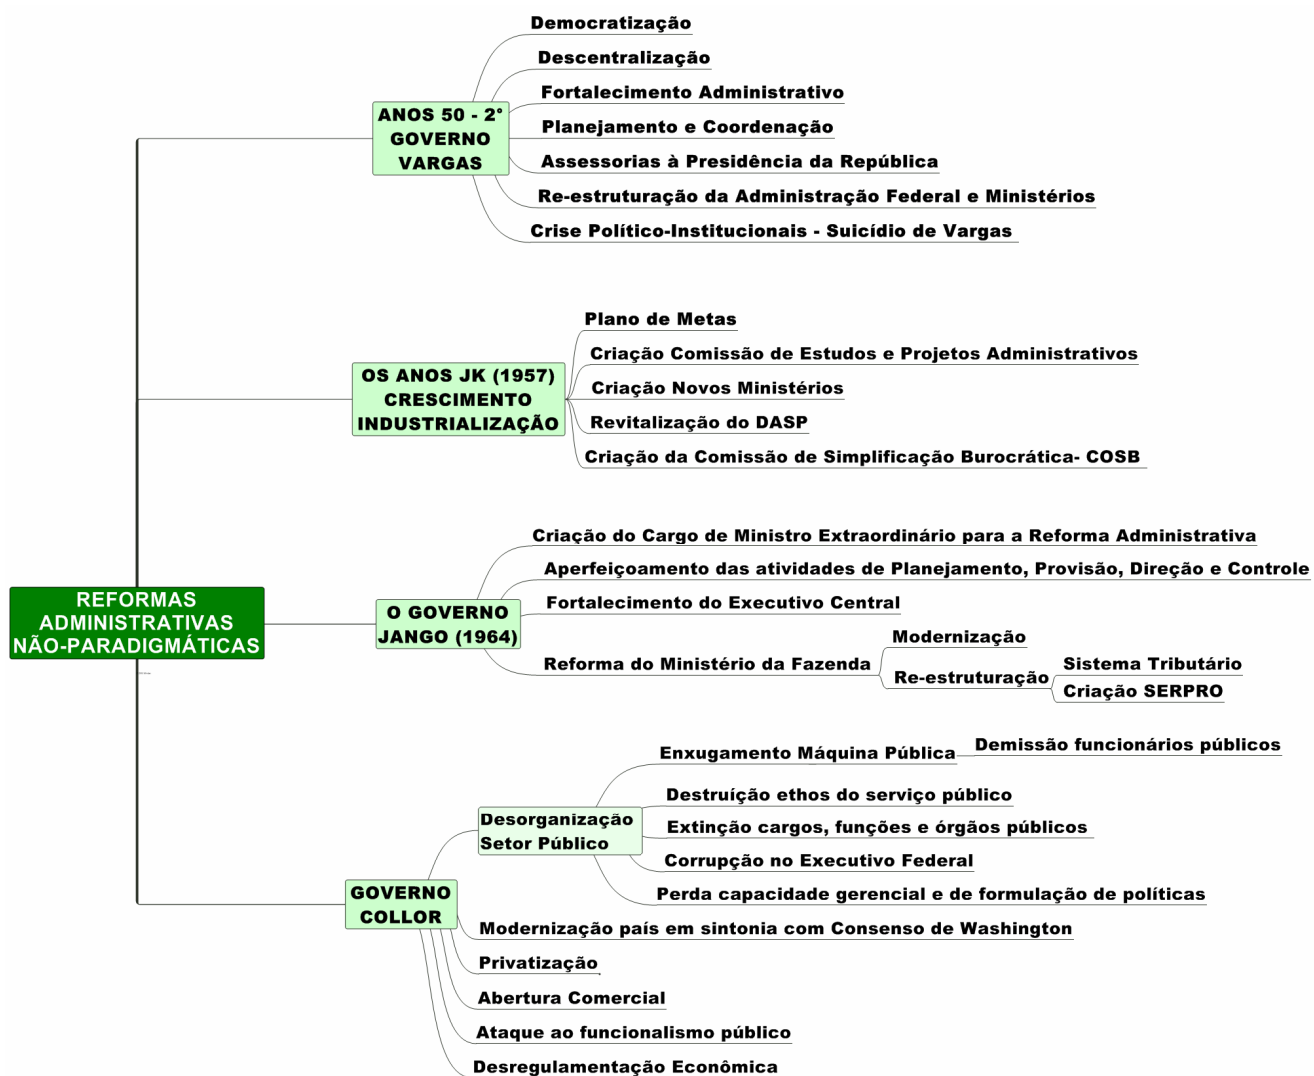 REFORMAS
ADMINISTRATIVAS
NÃO-PARADIGMÁTICAS
ANOS 50 - 2°
GOVERNO
VARGAS
Democratização
Descentralização
Fortalecimento Administrativo
Planejamento e Coordenação
Assessorias à Presidência da República
Re-estruturação da Administração Federal e Ministérios
Crise Político-Institucionais - Suicídio de Vargas
OS ANOS JK (1957)
CRESCIMENTO
INDUSTRIALIZAÇÃO
Plano de Metas
Criação Comissão de Estudos e Projetos Administrativos
Criação Novos Ministérios
Revitalização do DASP
Criação da Comissão de Simplificação Burocrática- COSB
O GOVERNO
JANGO (1964)
Criação do Cargo de Ministro Extraordinário para a Reforma Administrativa
Aperfeiçoamento das atividades de Planejamento, Provisão, Direção e Controle
Fortalecimento do Executivo Central
Reforma do Ministério da Fazenda
Modernização
Re-estruturação
Sistema Tributário
Criação SERPRO
GOVERNO
COLLOR
Desorganização
Setor Público
Enxugamento Máquina Pública
Demissão funcionários públicos
Destruíção ethos do serviço público
Extinção cargos, funções e órgãos públicos
Corrupção no Executivo Federal
Perda capacidade gerencial e de formulação de políticas
Modernização país em sintonia com Consenso de Washington
Privatização
Abertura Comercial
Ataque ao funcionalismo público
Desregulamentação Econômica